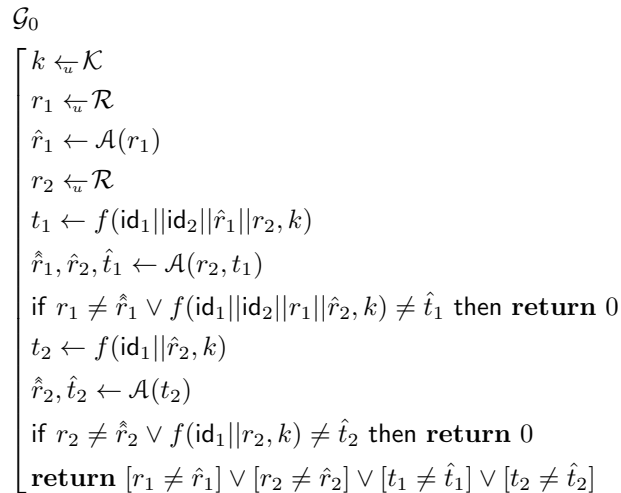 𝒢₀
k ←ᵤ 𝒦
r₁ ←ᵤ ℛ
r̂₁ ← 𝒜(r₁)
r₂ ←ᵤ ℛ
t₁ ← f(id₁||id₂||r̂₁||r₂, k)
r̂̂₁, r̂₂, t̂₁ ← 𝒜(r₂, t₁)
if r₁ ≠ r̂̂₁ ∨ f(id₁||id₂||r₁||r̂₂, k) ≠ t̂₁ then return 0
t₂ ← f(id₁||r̂₂, k)
r̂̂₂, t̂₂ ← 𝒜(t₂)
if r₂ ≠ r̂̂₂ ∨ f(id₁||r₂, k) ≠ t̂₂ then return 0
return [r₁ ≠ r̂₁] ∨ [r₂ ≠ r̂₂] ∨ [t₁ ≠ t̂₁] ∨ [t₂ ≠ t̂₂]